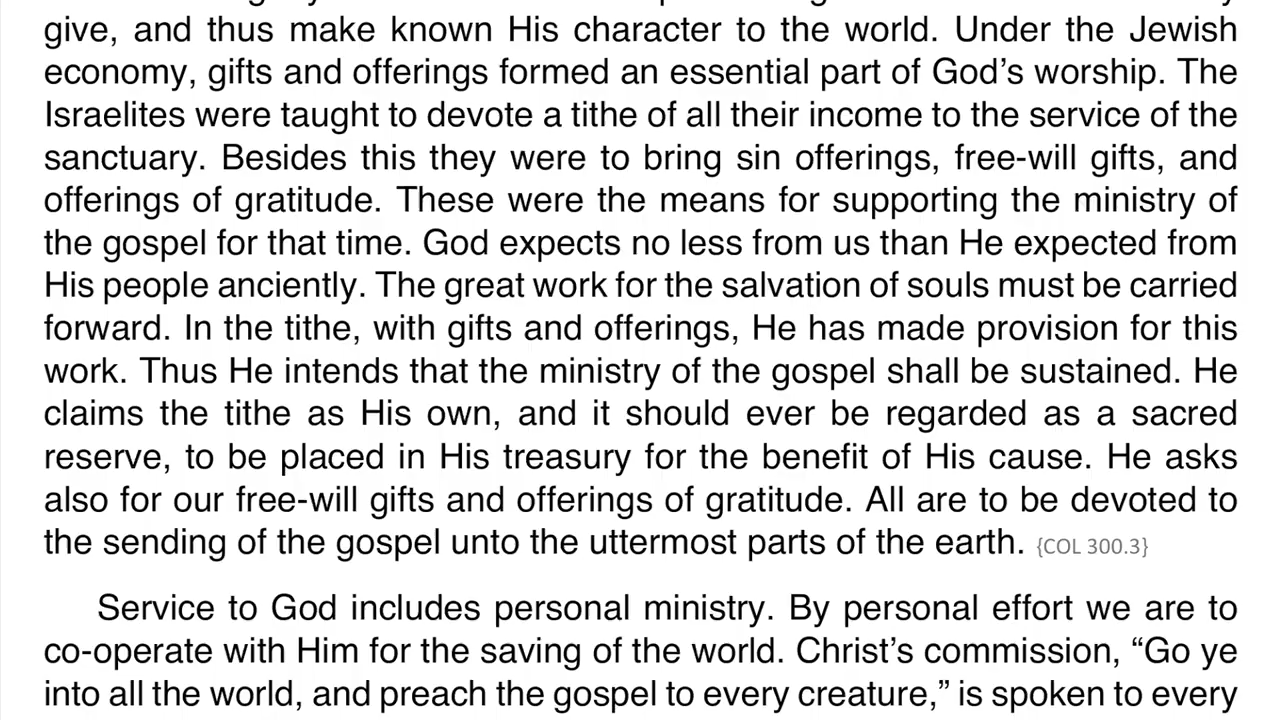 give, and thus make known His character to the world. Under the Jewish
economy, gifts and offerings formed an essential part of God’s worship. The
Israelites were taught to devote a tithe of all their income to the service of the
sanctuary. Besides this they were to bring sin offerings, free-will gifts, and
offerings of gratitude. These were the means for supporting the ministry of
the gospel for that time. God expects no less from us than He expected from
His people anciently. The great work for the salvation of souls must be carried
forward. In the tithe, with gifts and offerings, He has made provision for this
work. Thus He intends that the ministry of the gospel shall be sustained. He
claims the tithe as His own, and it should ever be regarded as a sacred
reserve, to be placed in His treasury for the benefit of His cause. He asks
also for our free-will gifts and offerings of gratitude. All are to be devoted to
the sending of the gospel unto the uttermost parts of the earth. {COL 300.3}
Service to God includes personal ministry. By personal effort we are to
co-operate with Him for the saving of the world. Christ’s commission, “Go ye
into all the world, and preach the gospel to every creature,” is spoken to every